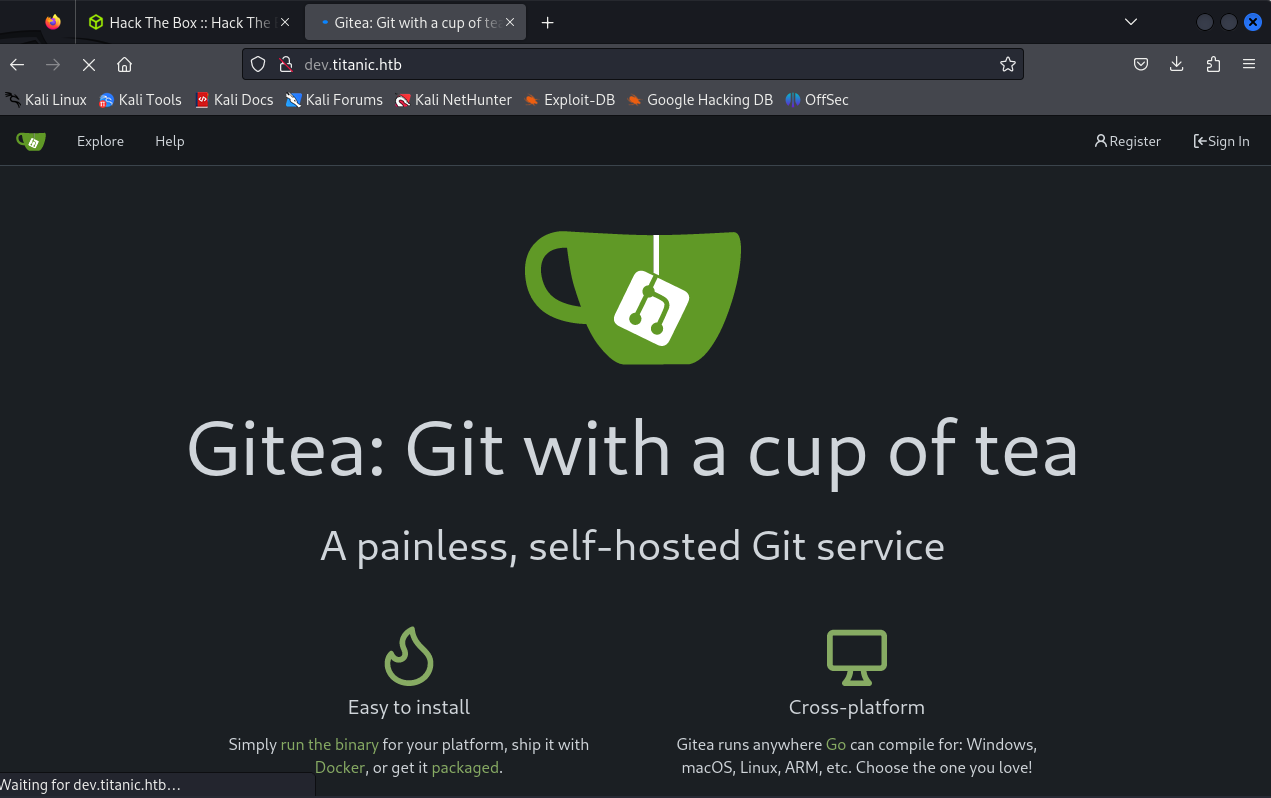 Hack The Box :: Hack The
Gitea: Git with a cup of tea
dev.titanic.htb
Kali Linux Kali Tools Kali Docs Kali Forums Kali NetHunter Exploit-DB Google Hacking DB OffSec
Explore Help Register Sign In
Gitea: Git with a cup of tea
A painless, self-hosted Git service
Easy to install
Simply run the binary for your platform, ship it with
Docker, or get it packaged.
Cross-platform
Gitea runs anywhere Go can compile for: Windows,
macOS, Linux, ARM, etc. Choose the one you love!
Waiting for dev.titanic.htb…